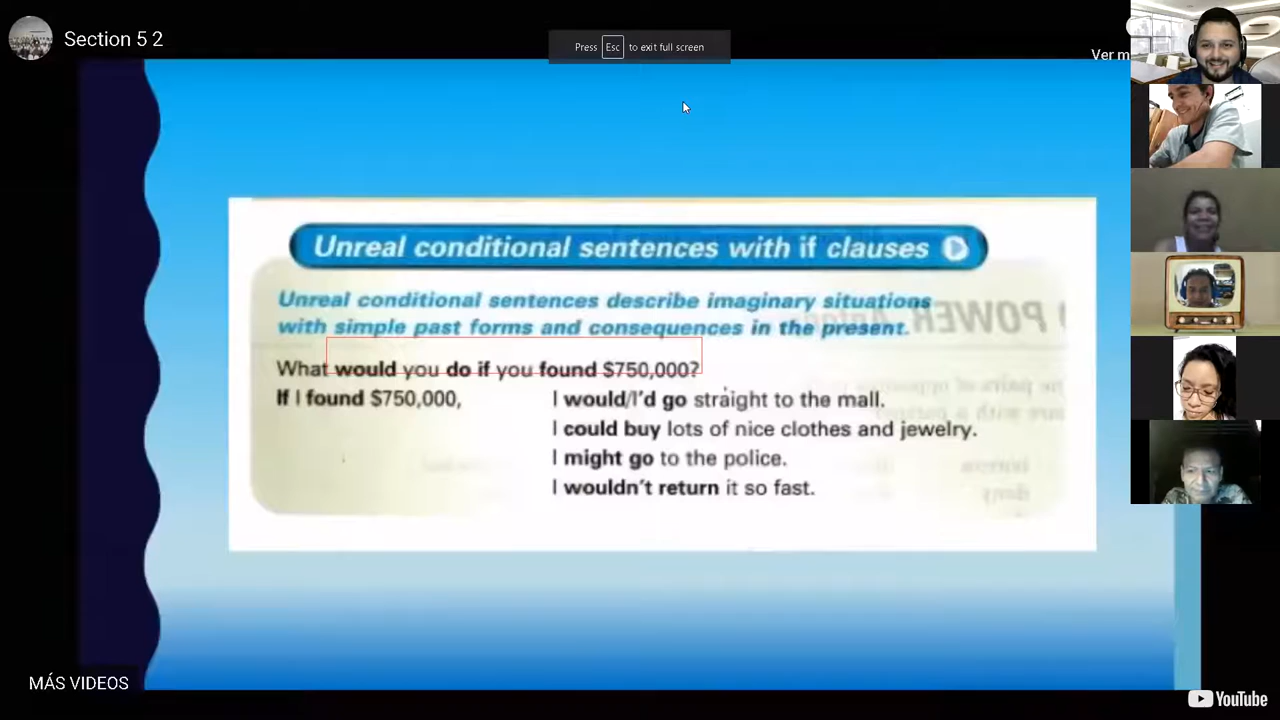 Section 5 2
Press Esc to exit full screen
Ver m
Unreal conditional sentences with if clauses
Unreal conditional sentences describe imaginary situations
with simple past forms and consequences in the present.
What would you do if you found $750,000?
If I found $750,000,
I would/I'd go straight to the mall.
I could buy lots of nice clothes and jewelry.
I might go to the police.
I wouldn't return it so fast.
MÁS VIDEOS
YouTube